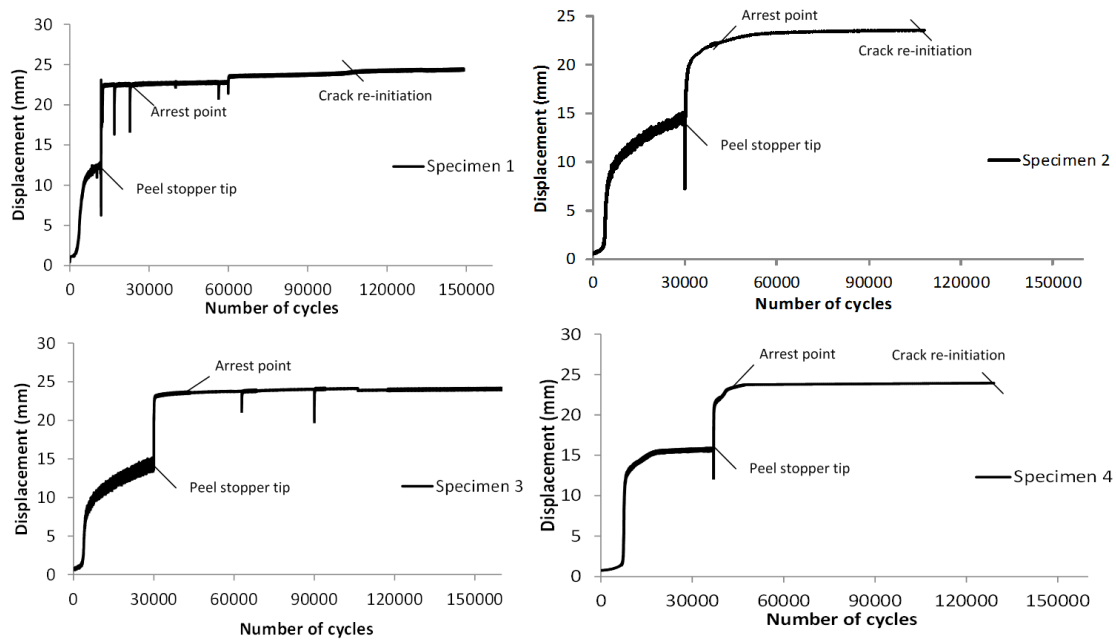 30
25
20
15
10
5
0
Displacement (mm)
Arrest point
Crack re-initiation
Peel stopper tip
Specimen 1
0 30000 60000 90000 120000 150000
Number of cycles
25
20
15
10
5
0
Displacement (mm)
Arrest point
Crack re-initiation
Peel stopper tip
Specimen 2
0 30000 60000 90000 120000 150000
Number of cycles
30
25
20
15
10
5
0
Displacement (mm)
Arrest point
Peel stopper tip
Specimen 3
0 30000 60000 90000 120000 150000
Number of cycles
30
25
20
15
10
5
0
Displacement (mm)
Arrest point
Crack re-initiation
Peel stopper tip
Specimen 4
0 30000 60000 90000 120000 150000
Number of cycles